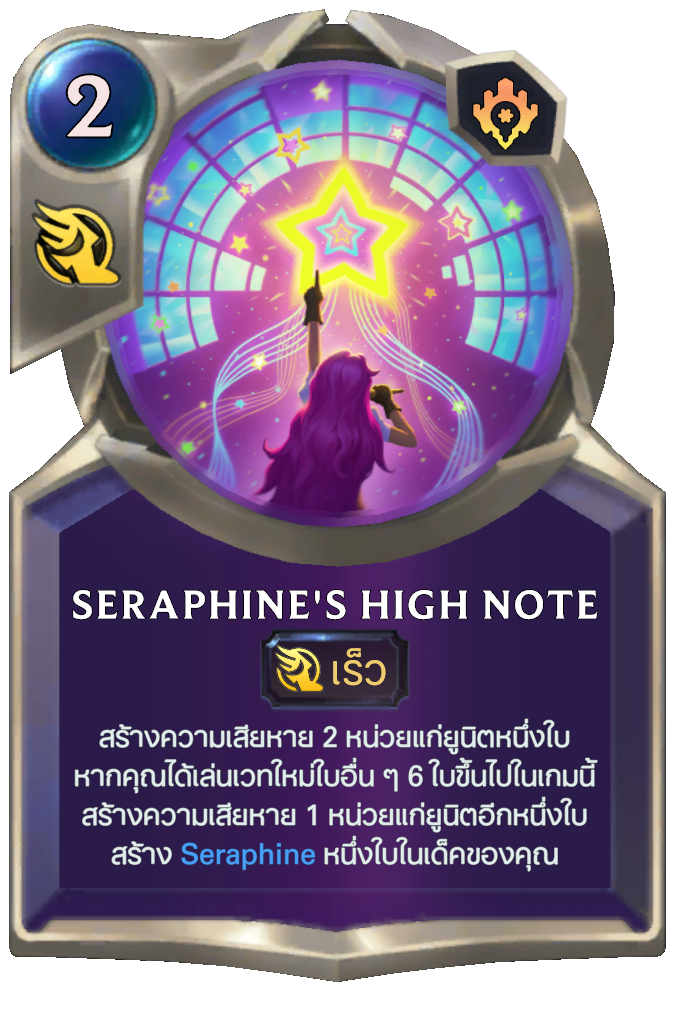 2
SERAPHINE'S HIGH NOTE
เร็ว
สร้างความเสียหาย 2 หน่วยแก่ยูนิตหนึ่งใบ
หากคุณได้เล่นเวทใหม่ใบอื่น ๆ 6 ใบขึ้นไปในเกมนี้
สร้างความเสียหาย 1 หน่วยแก่ยูนิตอีกหนึ่งใบ
สร้าง Seraphine หนึ่งใบในเด็คของคุณ